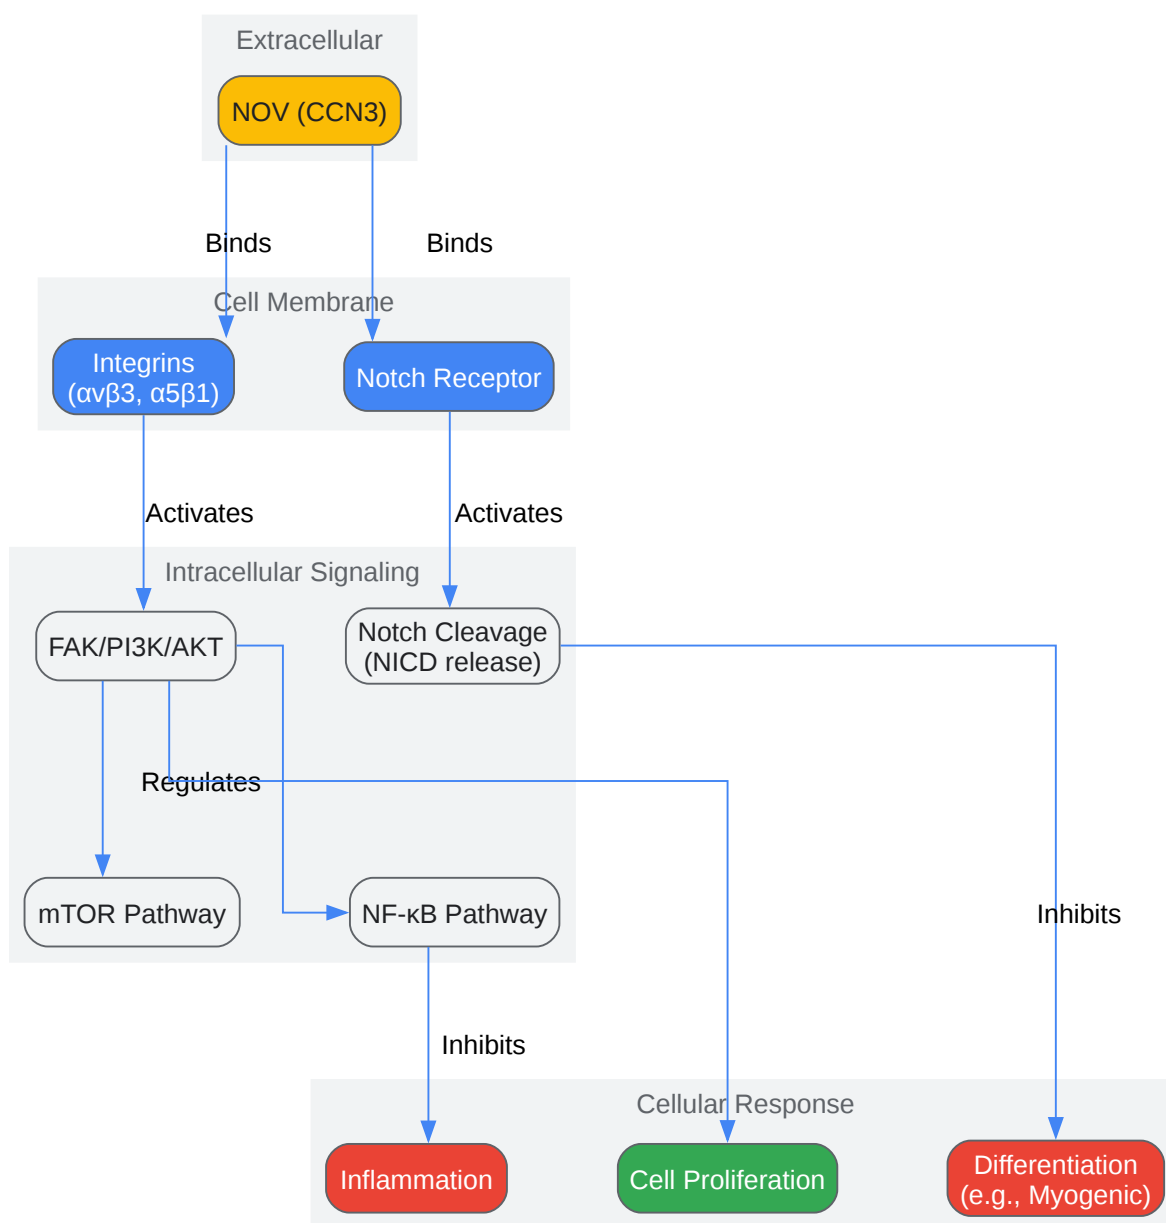 Extracellular
NOV (CCN3)
Binds
Binds
Cell Membrane
Integrins
(αvβ3, α5β1)
Notch Receptor
Activates
Activates
Intracellular Signaling
FAK/PI3K/AKT
Notch Cleavage
(NICD release)
Regulates
mTOR Pathway
NF-κB Pathway
Inhibits
Inhibits
Cellular Response
Inflammation
Cell Proliferation
Differentiation
(e.g., Myogenic)